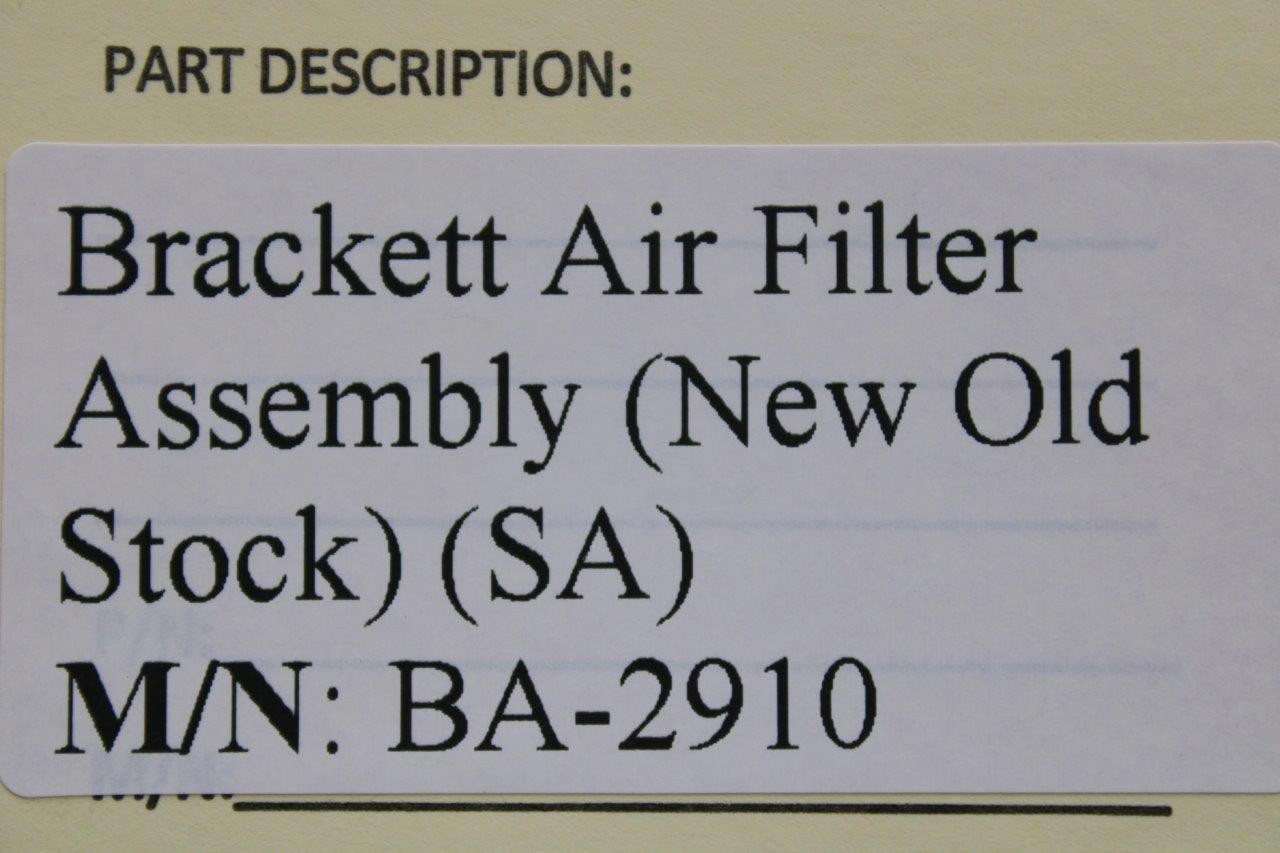 PART DESCRIPTION:
Brackett Air Filter
Assembly (New Old
Stock) (SA)
P/N:
M/N: BA-2910
M/N: